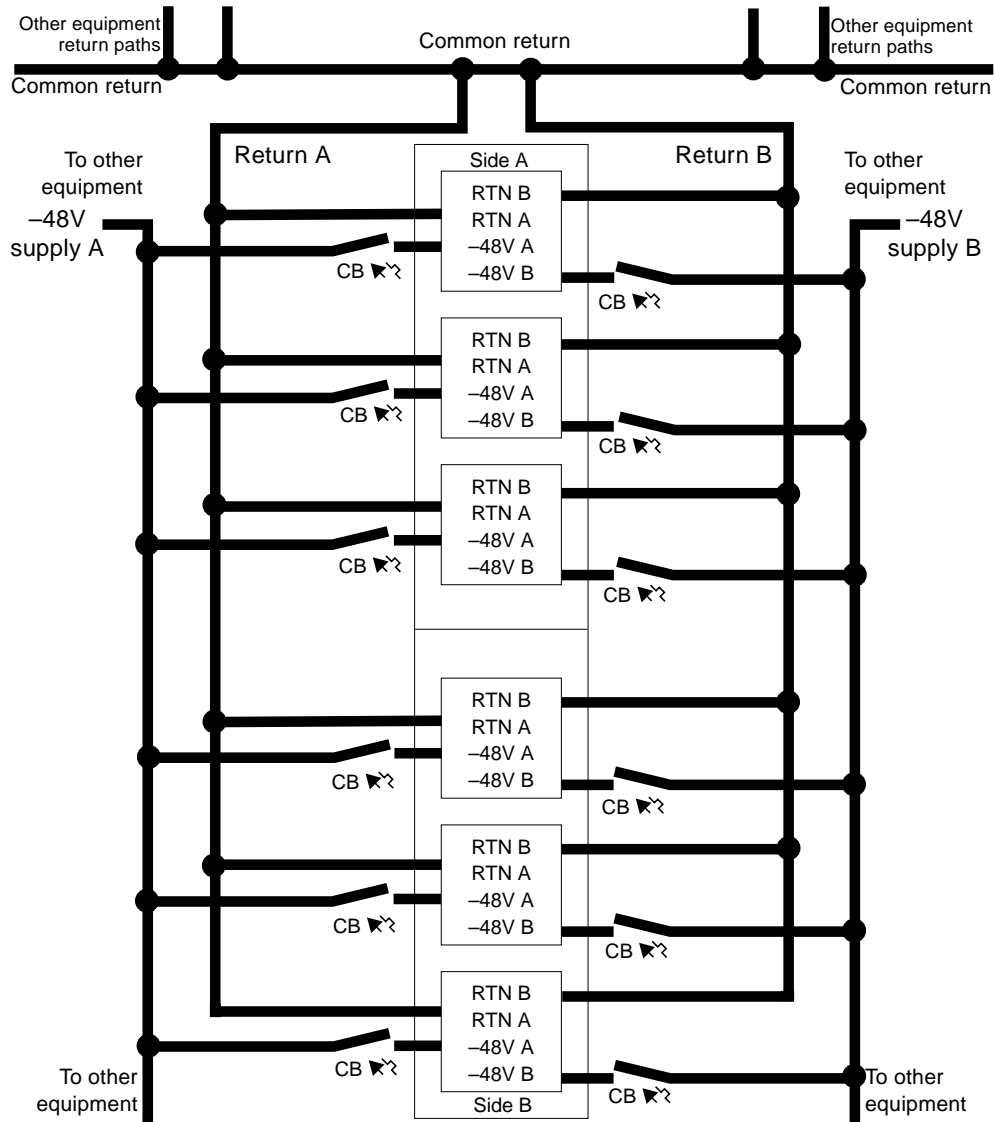 Other equipment
return paths
Common return
Other equipment
return paths
Common return
Common return
Return A
Side A
Return B
To other
equipment
–48V
supply A
To other
equipment
–48V
supply B
RTN B
RTN A
–48V A
–48V B
CB
CB
RTN B
RTN A
–48V A
–48V B
CB
CB
RTN B
RTN A
–48V A
–48V B
CB
CB
RTN B
RTN A
–48V A
–48V B
CB
CB
RTN B
RTN A
–48V A
–48V B
CB
CB
RTN B
RTN A
–48V A
–48V B
CB
CB
Side B
To other
equipment
To other
equipment